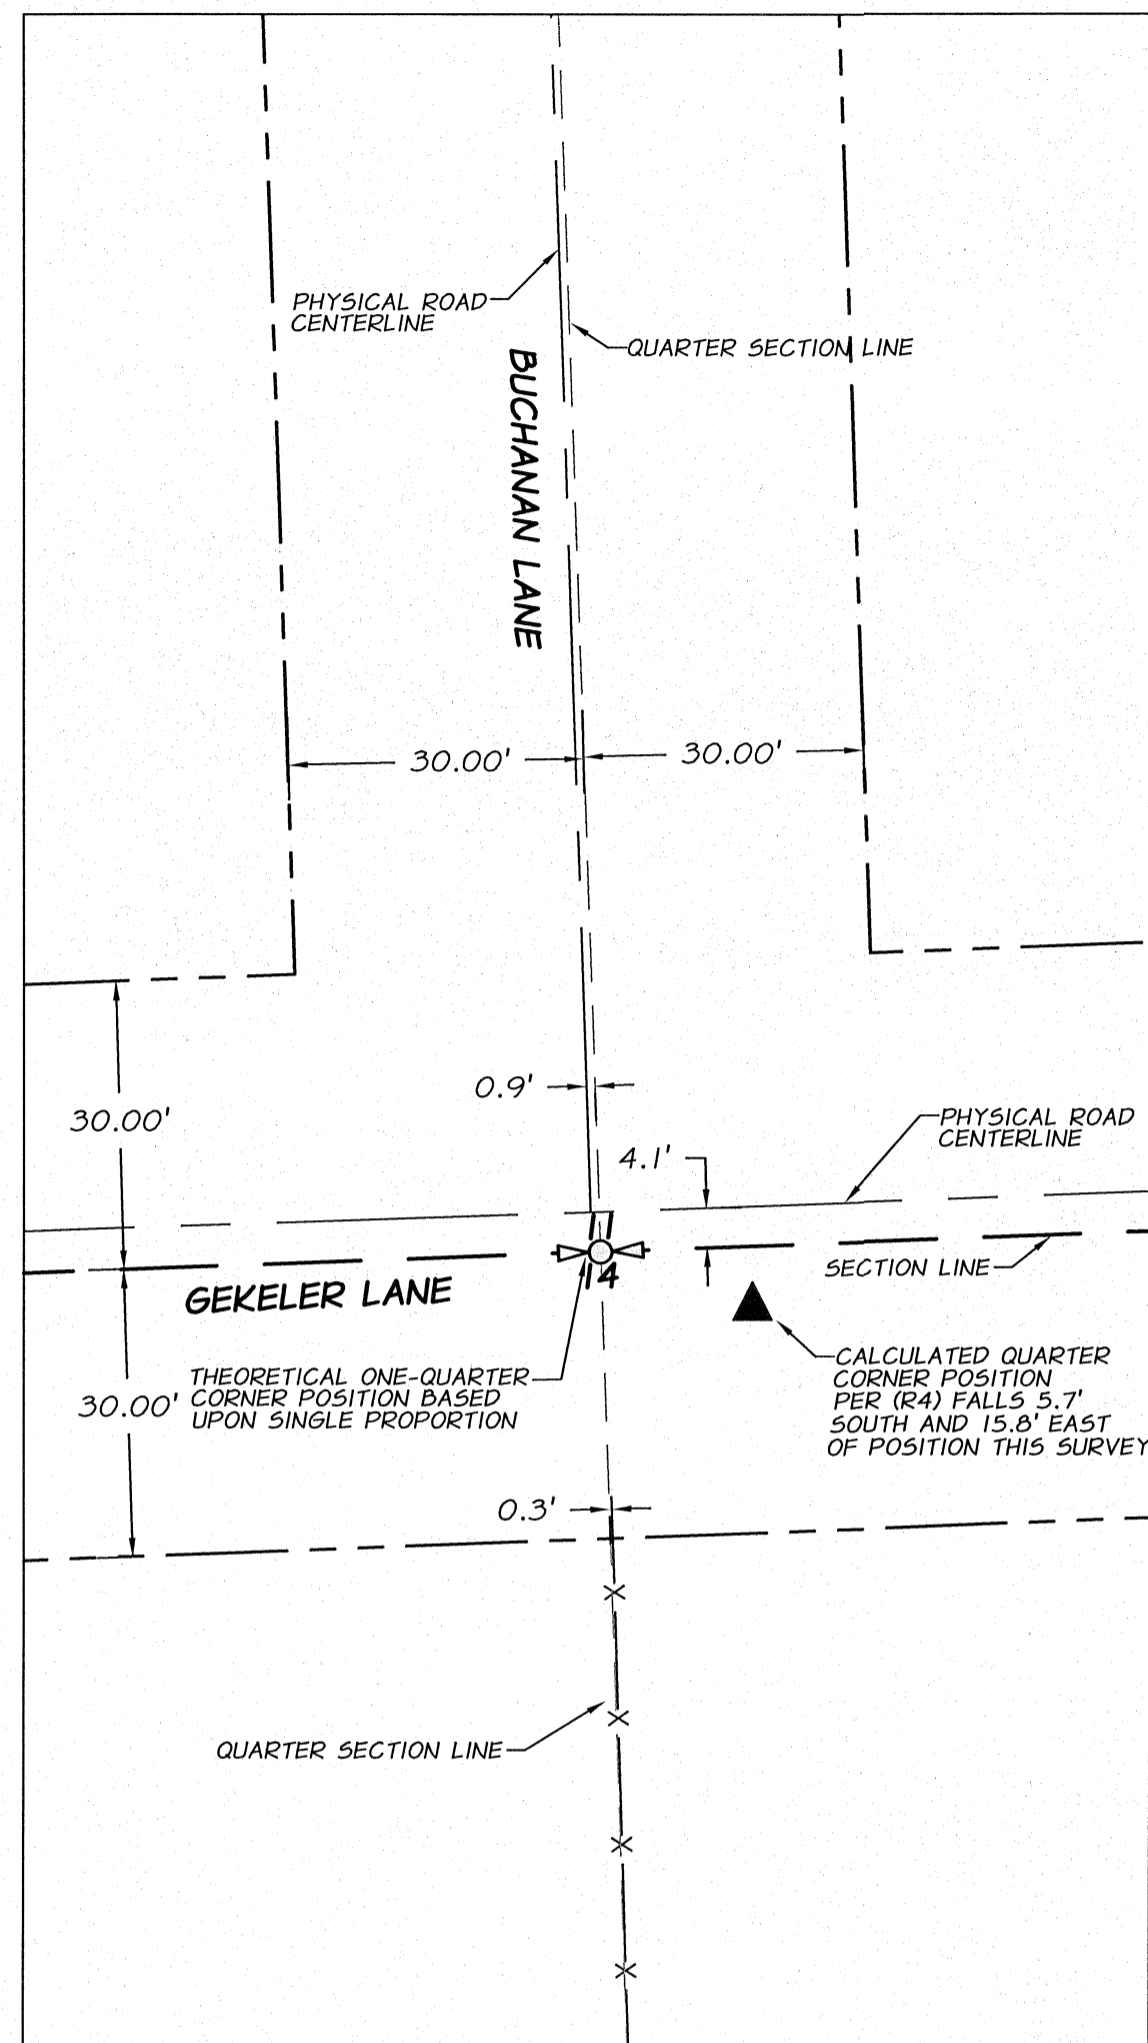 PHYSICAL ROAD
CENTERLINE
QUARTER SECTION LINE
BUCHANAN LANE
30.00'
30.00'
0.9'
30.00'
PHYSICAL ROAD
CENTERLINE
4.1'
11
14
SECTION LINE
GEKELER LANE
THEORETICAL ONE-QUARTER
CORNER POSITION BASED
UPON SINGLE PROPORTION
30.00'
CALCULATED QUARTER
CORNER POSITION
PER (R4) FALLS 5.7'
SOUTH AND 15.8' EAST
OF POSITION THIS SURVEY
0.3'
QUARTER SECTION LINE